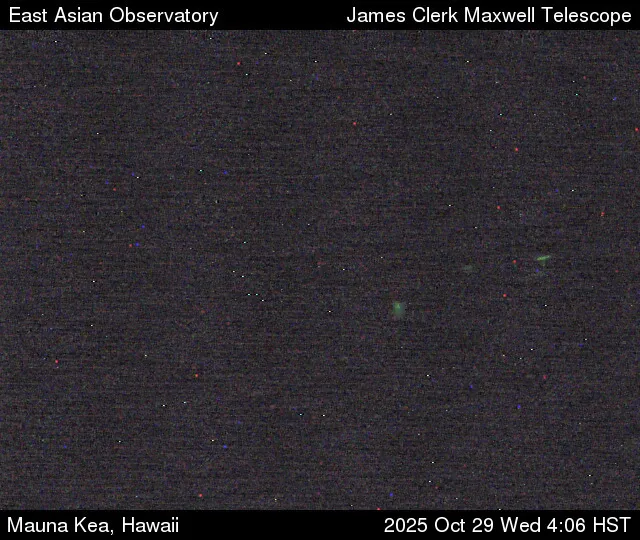 East Asian Observatory
James Clerk Maxwell Telescope
Mauna Kea, Hawaii
2025 Oct 29 Wed 4:06 HST